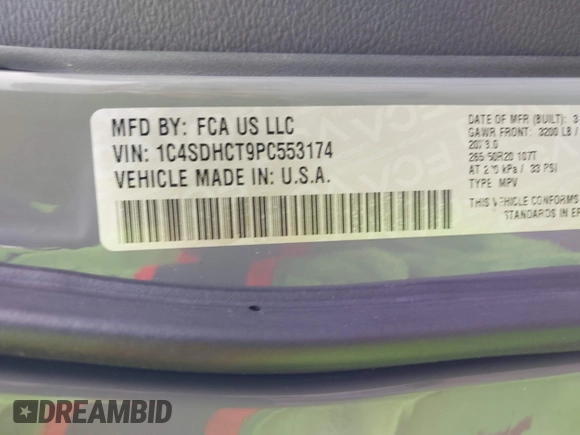 MFD BY: FCA US LLC
VIN: 1C4SDHCT9PC553174
VEHICLE MADE IN: U.S.A.
DATE OF MFR (BUILT): 3-
GAWR FRONT: 3200 LB /
265/50R20 107T
AT 230 kPa / 33 PSI
TYPE: MPV
THIS VEHICLE CONFORMS
STANDARDS IN EF
DREAMBID